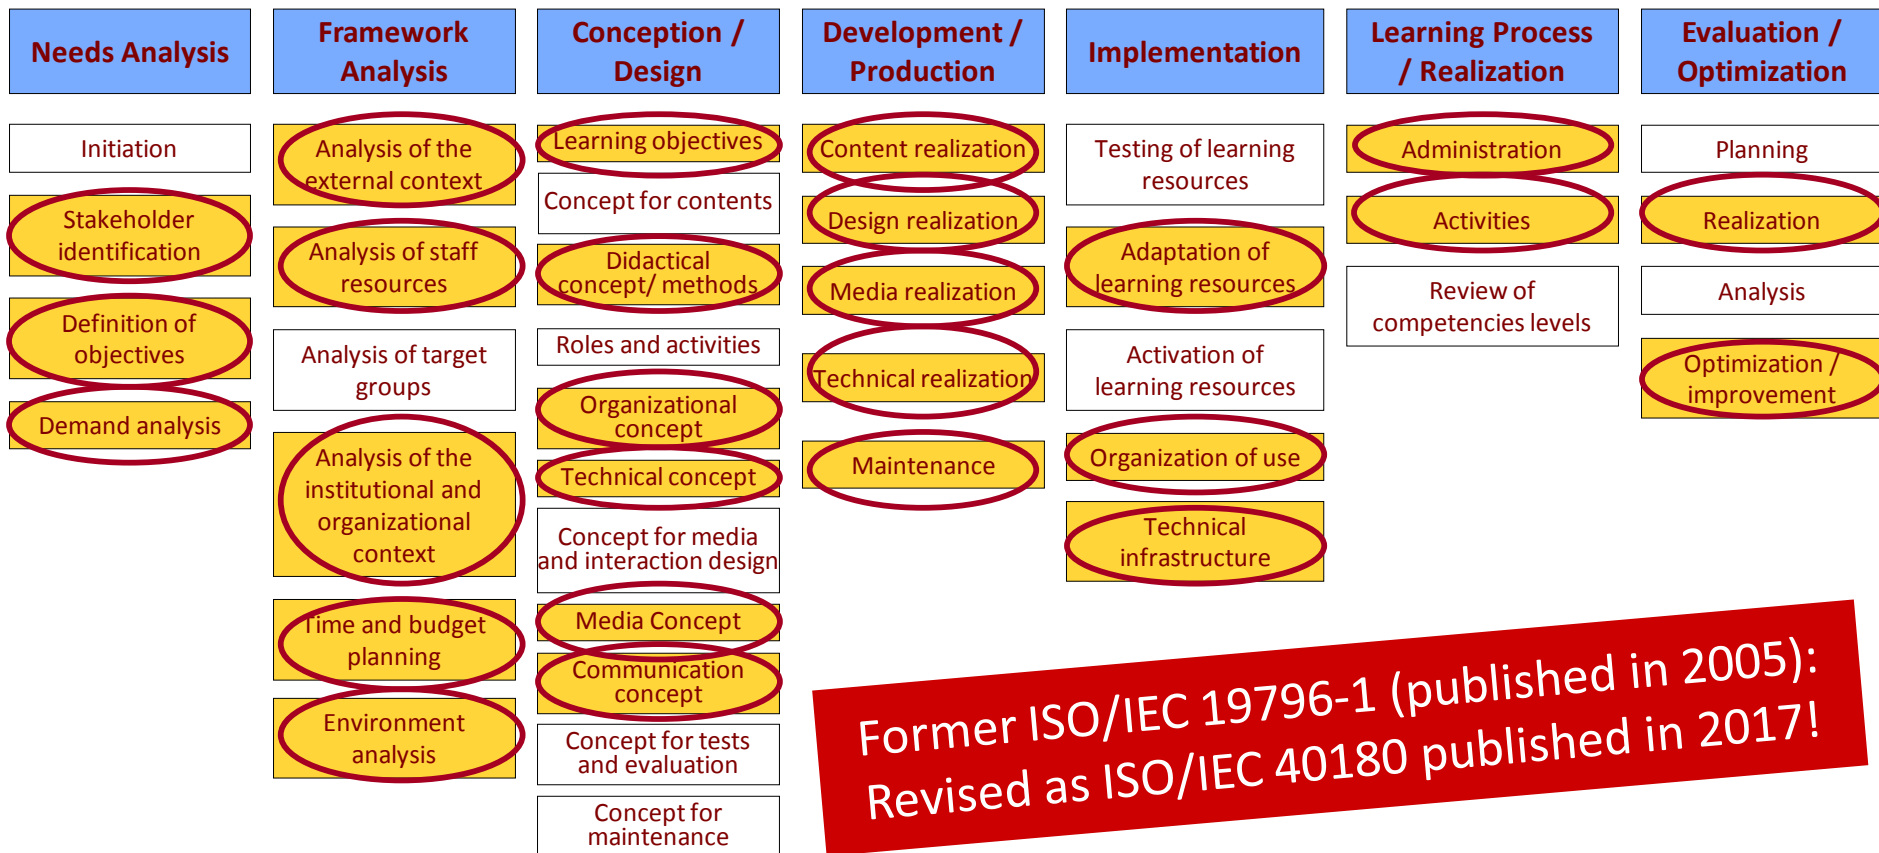 Needs Analysis
Framework
Analysis
Conception /
Design
Development /
Production
Implementation
Learning Process
/ Realization
Evaluation /
Optimization
Initiation
Stakeholder
identification
Definition of
objectives
Demand analysis
Analysis of the
external context
Analysis of staff
resources
Analysis of target
groups
Analysis of the
institutional and
organizational
context
Time and budget
planning
Environment
analysis
Learning objectives
Concept for contents
Didactical
concept/ methods
Roles and activities
Organizational
concept
Technical concept
Concept for media
and interaction design
Media Concept
Communication
concept
Concept for tests
and evaluation
Concept for
maintenance
Content realization
Design realization
Media realization
Technical realization
Maintenance
Testing of learning
resources
Adaptation of
learning resources
Activation of
learning resources
Organization of use
Technical
infrastructure
Administration
Activities
Review of
competencies levels
Planning
Realization
Analysis
Optimization /
improvement
Former ISO/IEC 19796-1 (published in 2005):
Revised as ISO/IEC 40180 published in 2017!